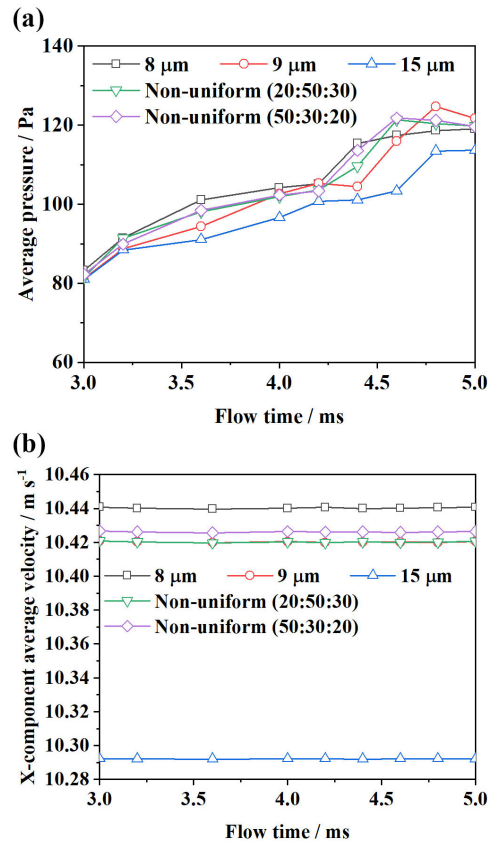 (a)
140
120
100
80
60
Average pressure / Pa
8 μm 9 μm 15 μm
Non-uniform (20:50:30)
Non-uniform (50:30:20)
3.0 3.5 4.0 4.5 5.0
Flow time / ms
(b)
10.46
10.44
10.42
10.40
10.38
10.36
10.34
10.32
10.30
10.28
X-component average velocity / m s⁻¹
8 μm 9 μm 15 μm
Non-uniform (20:50:30)
Non-uniform (50:30:20)
3.0 3.5 4.0 4.5 5.0
Flow time / ms